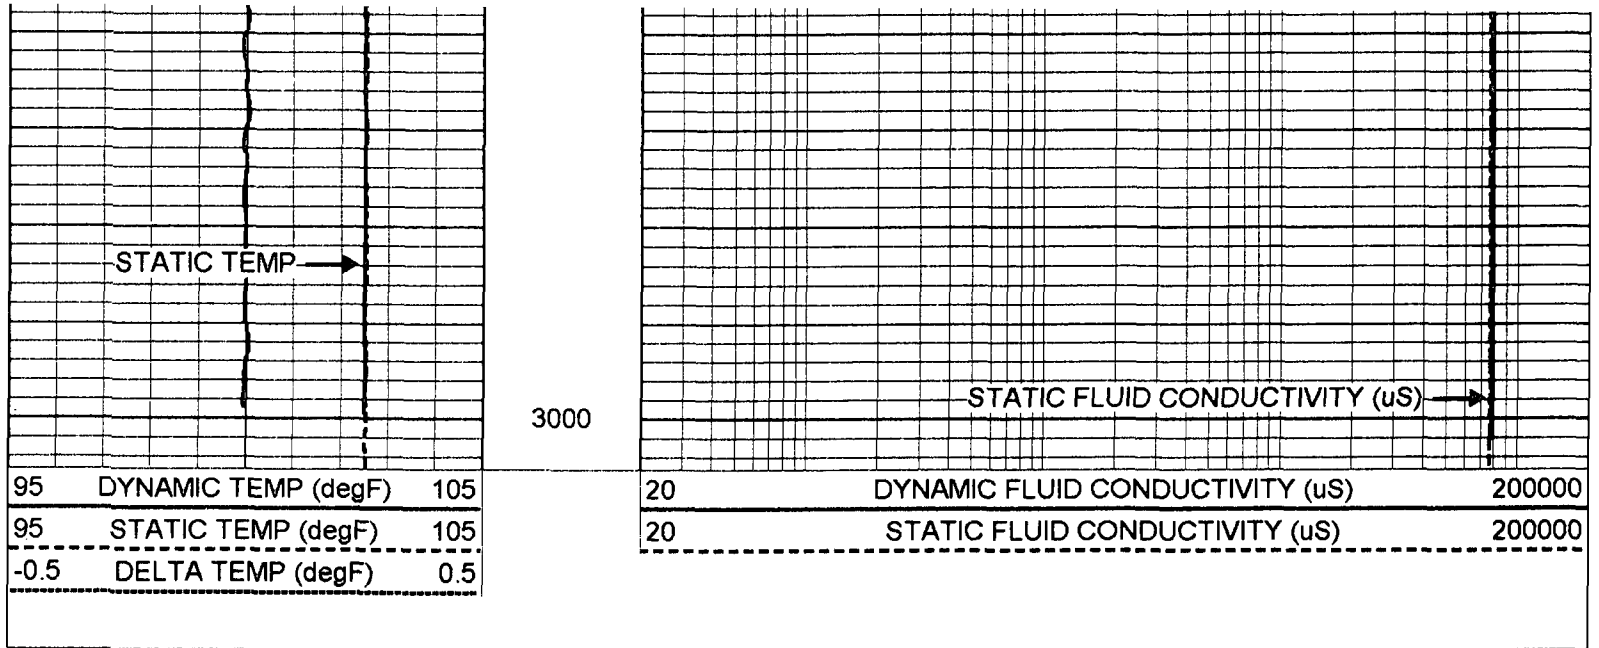 STATIC TEMP
STATIC FLUID CONDUCTIVITY (uS)
3000
95 DYNAMIC TEMP (degF) 105
20 DYNAMIC FLUID CONDUCTIVITY (uS) 200000
95 STATIC TEMP (degF) 105
20 STATIC FLUID CONDUCTIVITY (uS) 200000
-0.5 DELTA TEMP (degF) 0.5